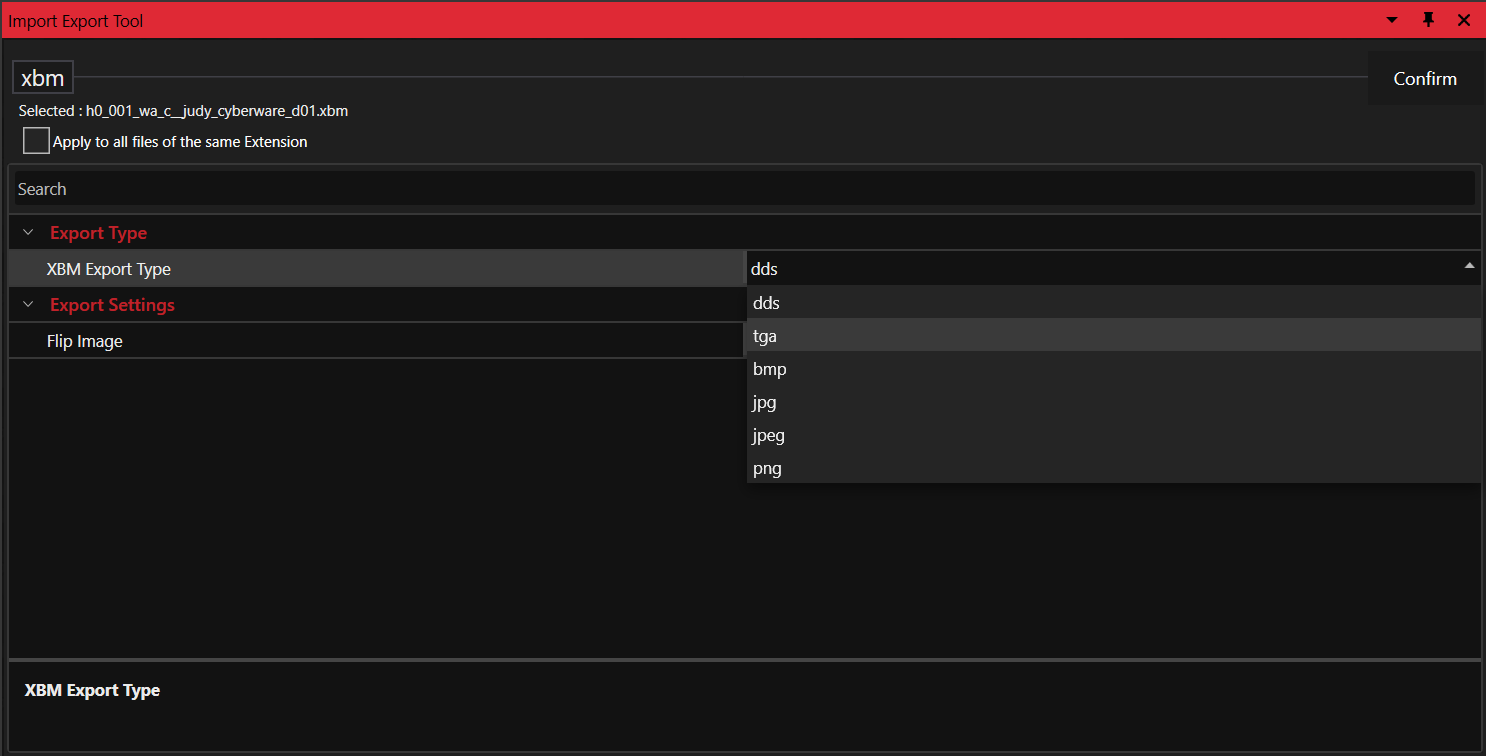 Import Export Tool
xbm
Confirm
Selected : h0_001_wa_c__judy_cyberware_d01.xbm
Apply to all files of the same Extension
Search
Export Type
XBM Export Type
dds
dds
Export Settings
tga
Flip Image
bmp
jpg
jpeg
png
XBM Export Type